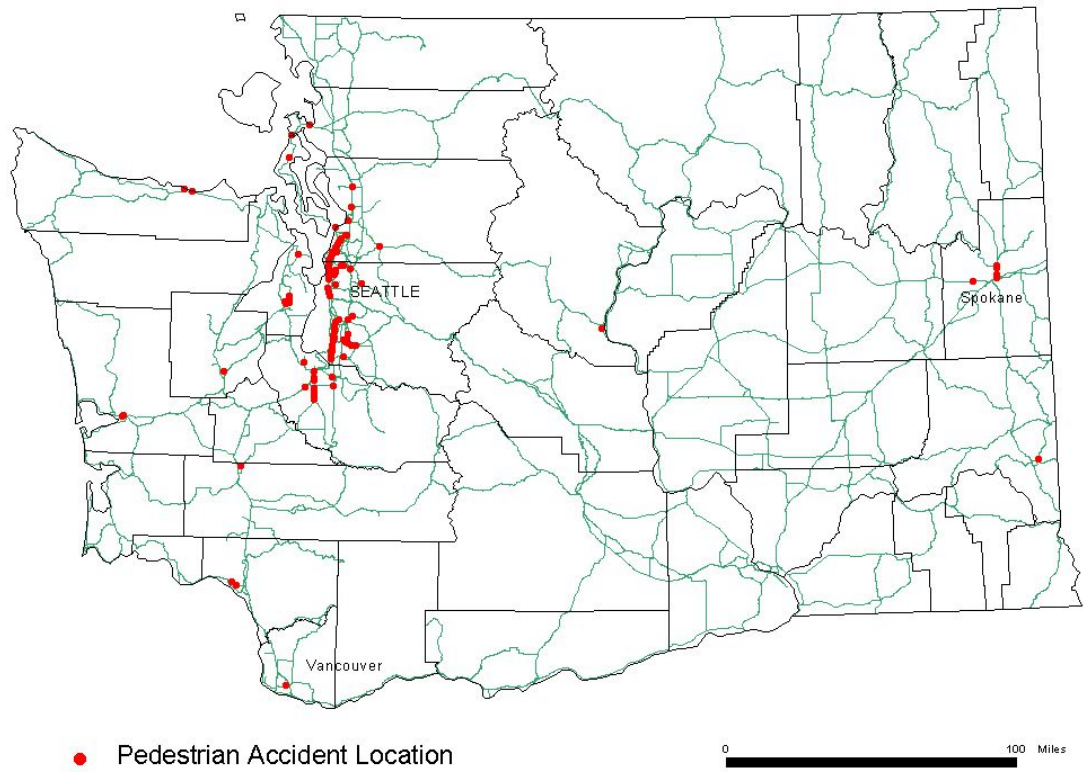 SEATTLE
Spokane
Vancouver
Pedestrian Accident Location
0 100 Miles